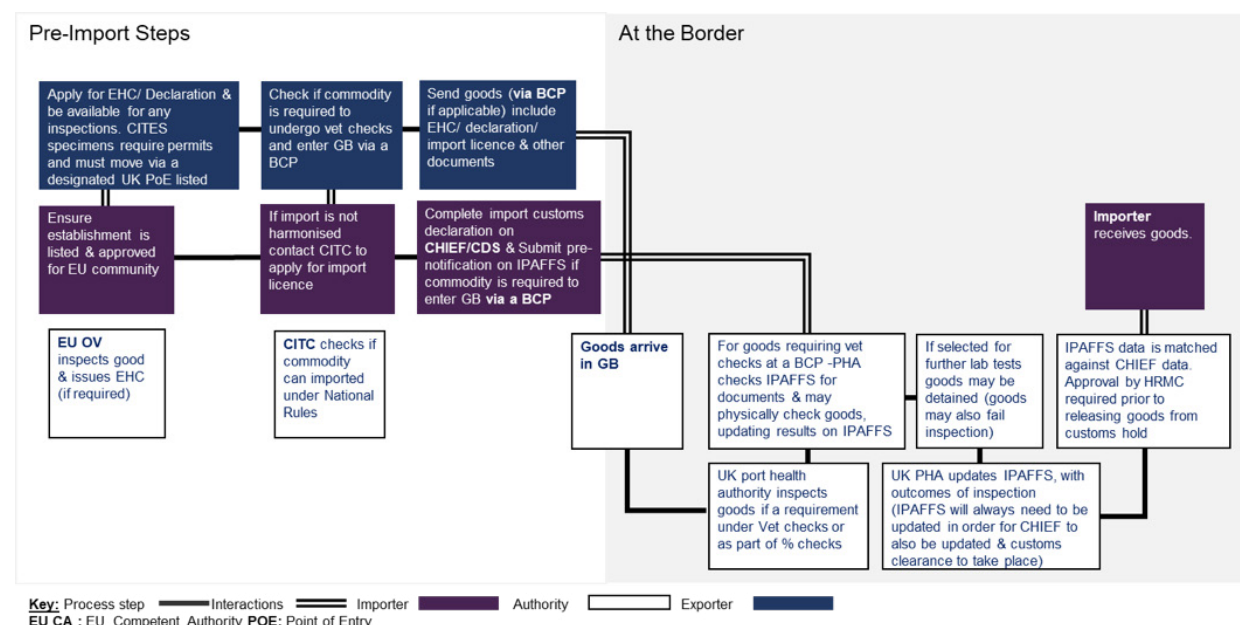 Pre-Import Steps
At the Border
Apply for EHC/ Declaration &
be available for any
inspections. CITES
specimens require permits
and must move via a
designated UK PoE listed
Check if commodity
is required to
undergo vet checks
and enter GB via a
BCP
Send goods (via BCP
if applicable) include
EHC/ declaration/
import licence & other
documents
Ensure
establishment is
listed & approved
for EU community
If import is not
harmonised
contact CITC to
apply for import
licence
Complete import customs
declaration on
CHIEF/CDS & Submit pre-
notification on IPAFFS if
commodity is required to
enter GB via a BCP
Importer
receives goods.
EU OV
inspects good
& issues EHC
(if required)
CITC checks if
commodity
can imported
under National
Rules
Goods arrive
in GB
For goods requiring vet
checks at a BCP -PHA
checks IPAFFS for
documents & may
physically check goods,
updating results on IPAFFS
If selected for
further lab tests
goods may be
detained (goods
may also fail
inspection)
IPAFFS data is matched
against CHIEF data.
Approval by HRMC
required prior to
releasing goods from
customs hold
UK port health
authority inspects
goods if a requirement
under Vet checks or
as part of % checks
UK PHA updates IPAFFS, with
outcomes of inspection
(IPAFFS will always need to be
updated in order for CHIEF to
also be updated & customs
clearance to take place)
Key: Process step Interactions Importer Authority Exporter
EU CA : EU Competent Authority POE: Point of Entry